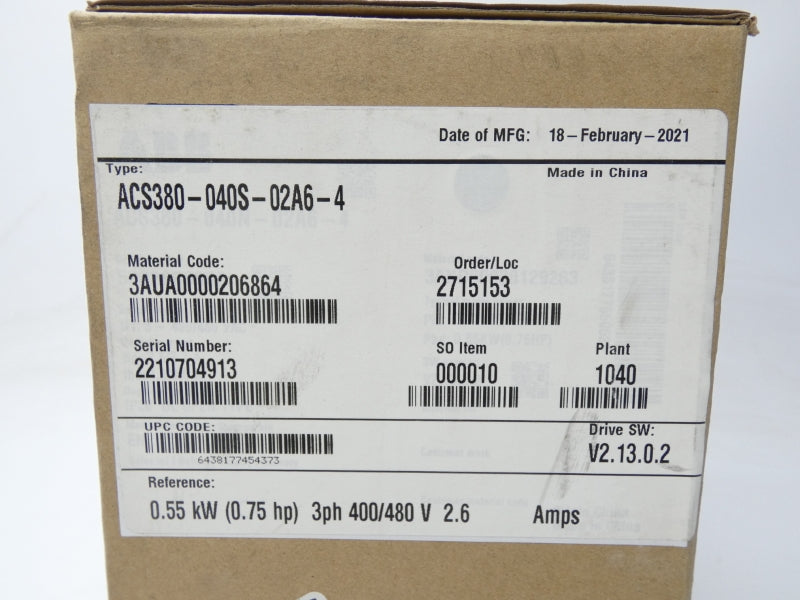 Date of MFG: 18-February-2021
Type:
Made in China
ACS380-040S-02A6-4
Material Code:
Order/Loc
3AUA0000206864
2715153
Serial Number:
SO Item
Plant
2210704913
000010
1040
UPC CODE:
Drive SW:
6438177454373
V2.13.0.2
Reference:
0.55 kW (0.75 hp) 3ph 400/480 V 2.6 Amps